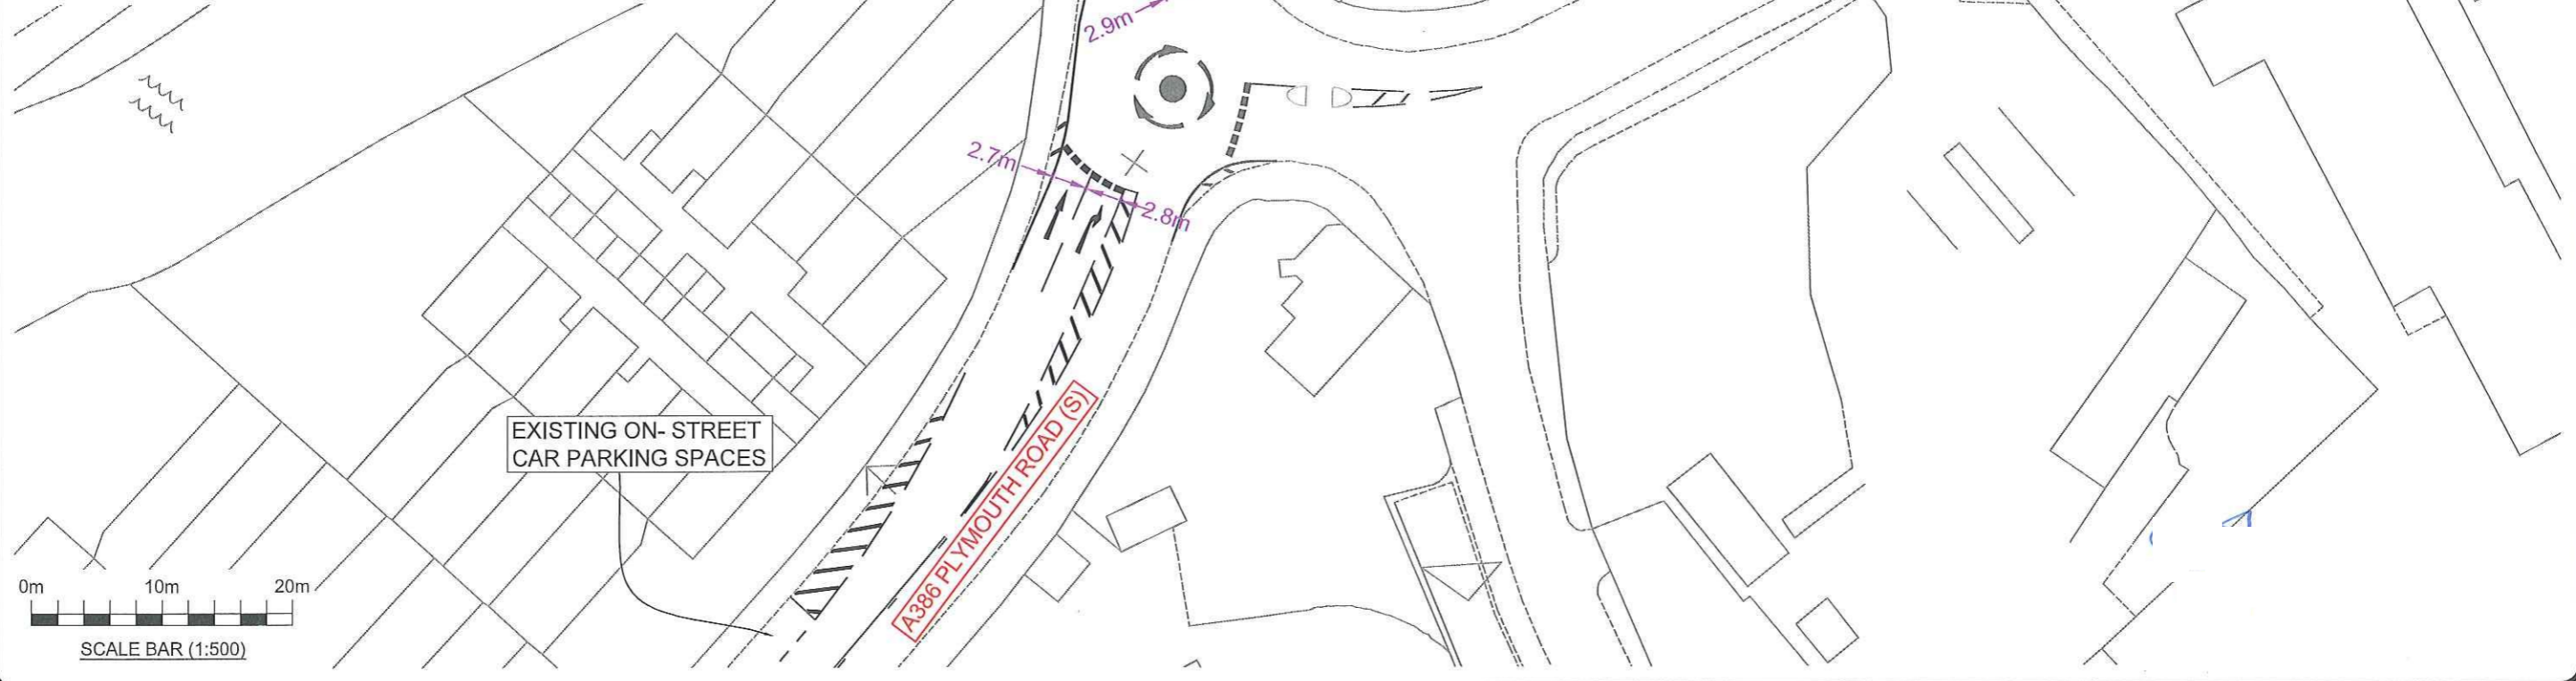 2.9m
2.7m
2.8m
EXISTING ON- STREET
CAR PARKING SPACES
A386 PLYMOUTH ROAD (S)
0m 10m 20m
SCALE BAR (1:500)